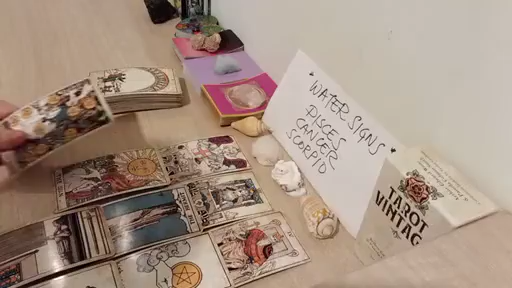 WATER SIGNS
PISCES
CANCER
SCORPIO
TAROT
VINTAG